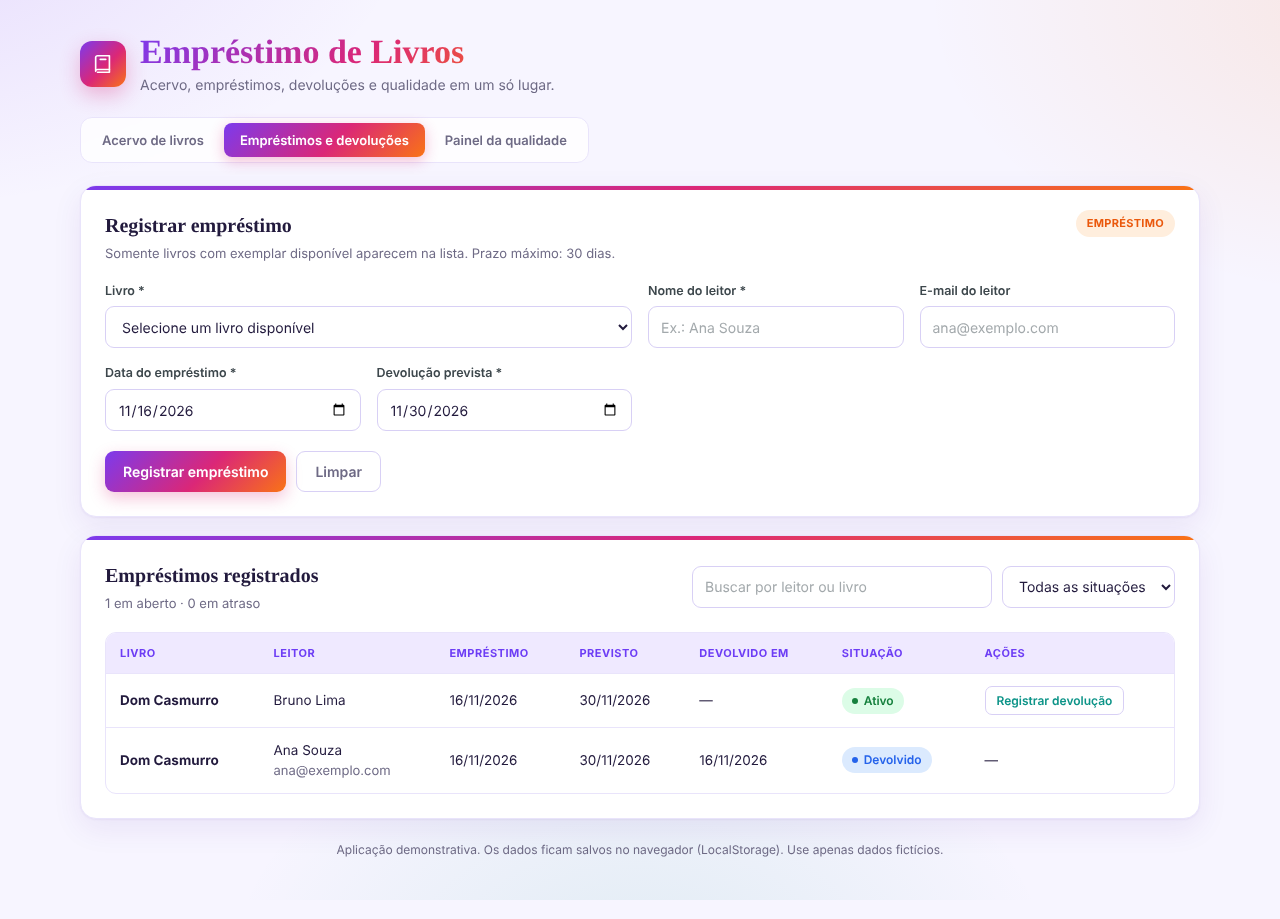 Empréstimo de Livros
Acervo, empréstimos, devoluções e qualidade em um só lugar.
Acervo de livros
Empréstimos e devoluções
Painel da qualidade
Registrar empréstimo
EMPRÉSTIMO
Somente livros com exemplar disponível aparecem na lista. Prazo máximo: 30 dias.
Livro *
Nome do leitor *
E-mail do leitor
Selecione um livro disponível
Ex.: Ana Souza
ana@exemplo.com
Data do empréstimo *
Devolução prevista *
11/16/2026
11/30/2026
Registrar empréstimo
Limpar
Empréstimos registrados
1 em aberto · 0 em atraso
Buscar por leitor ou livro
Todas as situações
LIVRO LEITOR EMPRÉSTIMO PREVISTO DEVOLVIDO EM SITUAÇÃO AÇÕES
Dom Casmurro Bruno Lima 16/11/2026 30/11/2026 — Ativo Registrar devolução
Dom Casmurro Ana Souza 16/11/2026 30/11/2026 16/11/2026 Devolvido —
ana@exemplo.com
Aplicação demonstrativa. Os dados ficam salvos no navegador (LocalStorage). Use apenas dados fictícios.